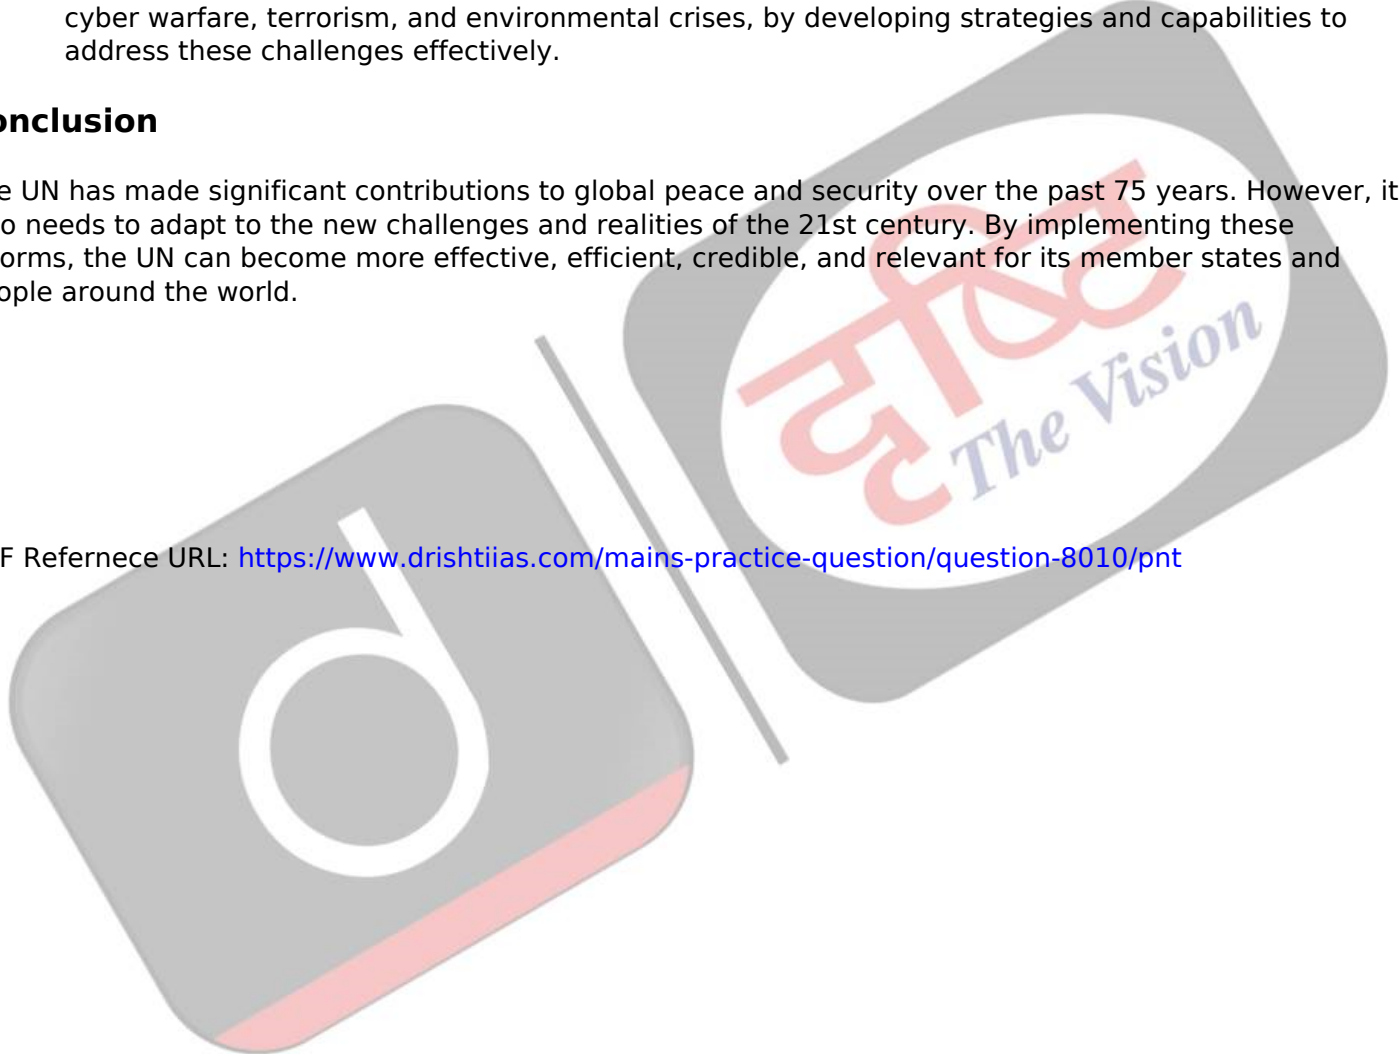 cyber warfare, terrorism, and environmental crises, by developing strategies and capabilities to
address these challenges effectively.
onclusion
e UN has made significant contributions to global peace and security over the past 75 years. However, it
o needs to adapt to the new challenges and realities of the 21st century. By implementing these
orms, the UN can become more effective, efficient, credible, and relevant for its member states and
ople around the world.
दृष्टि
The Vision
d
F Refernece URL: https://www.drishtiias.com/mains-practice-question/question-8010/pnt